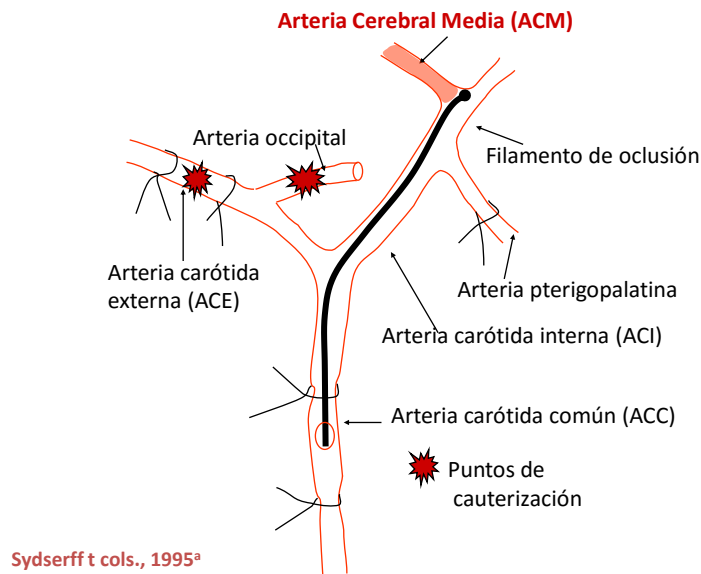 Arteria Cerebral Media (ACM)
Arteria occipital
Filamento de oclusión
Arteria carótida
externa (ACE)
Arteria pterigopalatina
Arteria carótida interna (ACI)
Arteria carótida común (ACC)
Puntos de
cauterización
Sydserff t cols., 1995ª